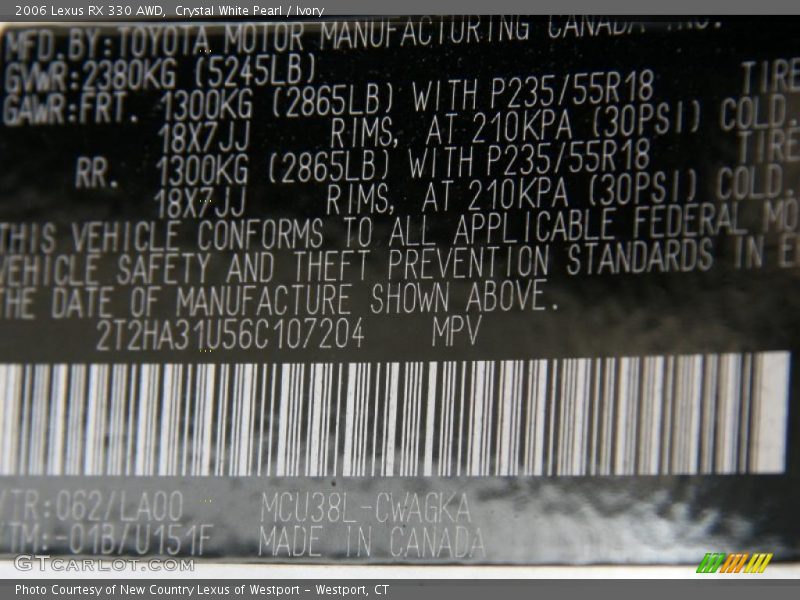 2006 Lexus RX 330 AWD, Crystal White Pearl / Ivory
MFD.BY:TOYOTA MOTOR MANUFACTURING CANADA INC.
GVWR:2380KG (5245LB)
GAWR:FRT. 1300KG (2865LB) WITH P235/55R18 TIRE
18X7JJ RIMS, AT 210KPA (30PSI) COLD.
RR. 1300KG (2865LB) WITH P235/55R18 TIRE
18X7JJ RIMS, AT 210KPA (30PSI) COLD.
THIS VEHICLE CONFORMS TO ALL APPLICABLE FEDERAL MO
VEHICLE SAFETY AND THEFT PREVENTION STANDARDS IN E
THE DATE OF MANUFACTURE SHOWN ABOVE.
2T2HA31U56C107204 MPV
/TR:062/LA00 MCU38L-CWAGKA
/TM:-01B/U151F MADE IN CANADA
GTCARLOT.COM
Photo Courtesy of New Country Lexus of Westport - Westport, CT